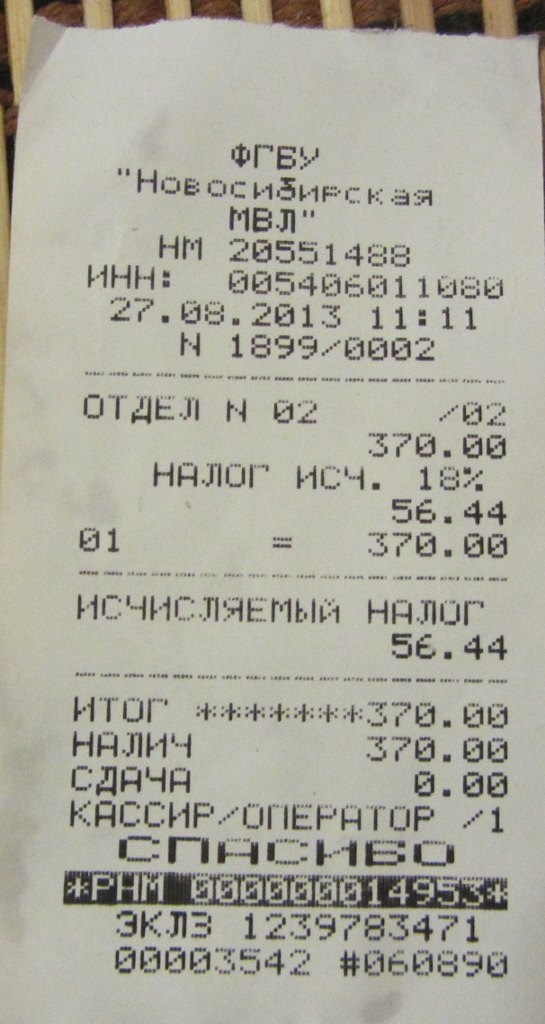 ФГБУ
"Новосибирская
МВЛ"
НМ 20551488
ИНН: 005406011080
27.08.2013 11:11
N 1899/0002
ОТДЕЛ N 02 /02
370.00
НАЛОГ ИСЧ. 18%
56.44
01 = 370.00
ИСЧИСЛЯЕМЫЙ НАЛОГ
56.44
ИТОГ *******370.00
НАЛИЧ 370.00
СДАЧА 0.00
КАССИР/ОПЕРАТОР /1
СПАСИБО
*РНМ 000000014953*
ЭКЛЗ 1239783471
00003542 #060890